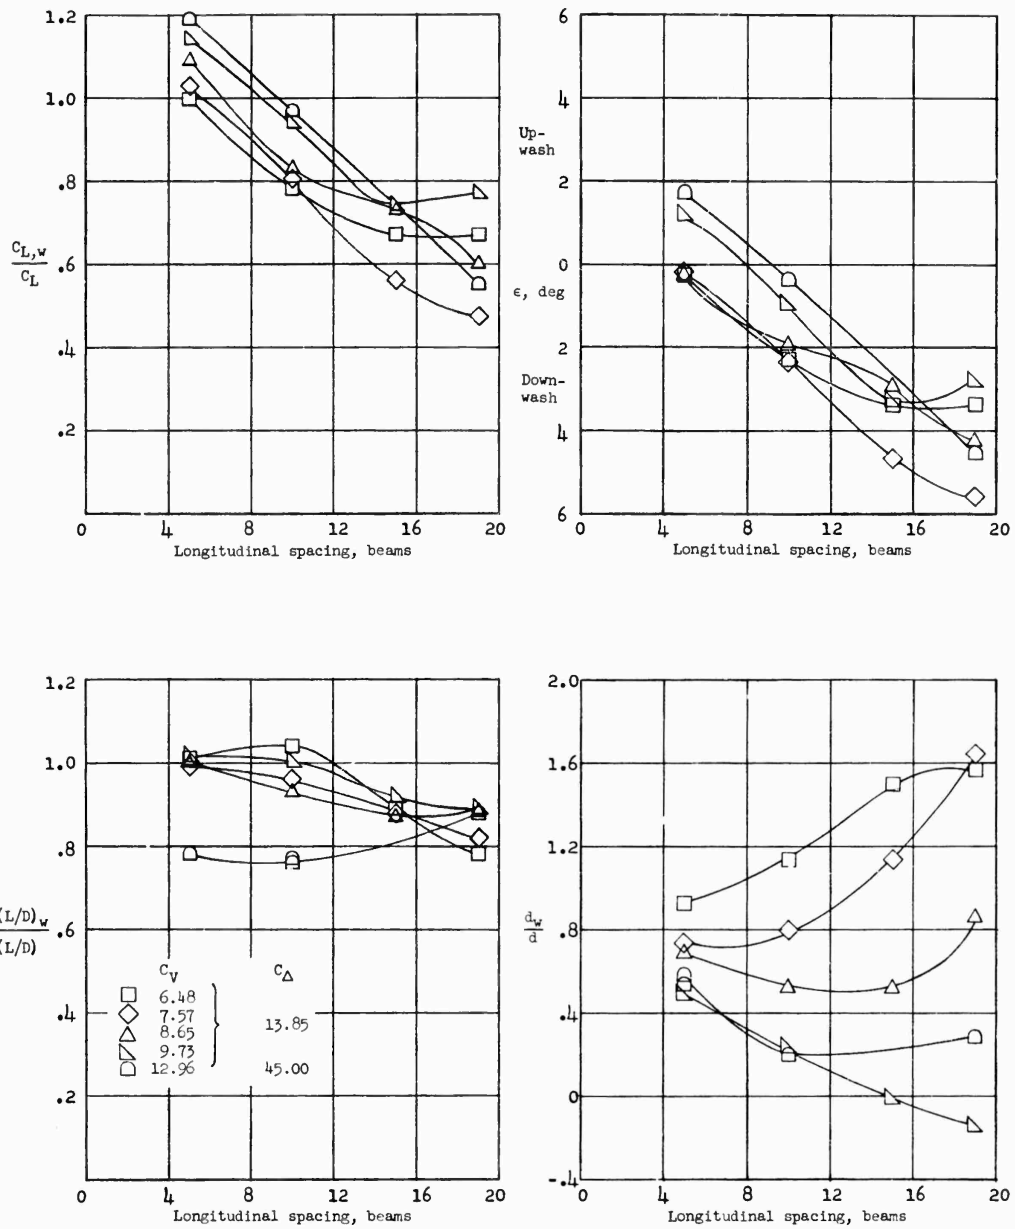 1.2
1.0
.8
.6
.4
.2
C_L,w
C_L
0 4 8 12 16 20
Longitudinal spacing, beams
6
4
Up-
wash
2
0
ϵ, deg
2
Down-
wash
4
6
0 4 8 12 16 20
Longitudinal spacing, beams
1.2
1.0
.8
(L/D)_w
.6
(L/D)
.4
.2
0
C_V C_Δ
6.48
7.57
13.85
8.65
9.73
12.96 45.00
0 4 8 12 16 20
Longitudinal spacing, beams
2.0
1.6
1.2
d_w
.8
d
.4
0
-.4
0 4 8 12 16 20
Longitudinal spacing, beams